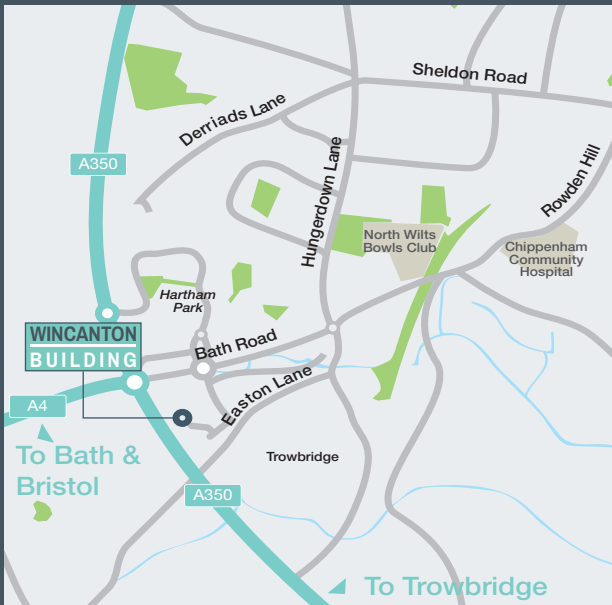 Sheldon Road
Derriads Lane
A350
Hungerdown Lane
Rowden Hill
North Wilts
Bowls Club
Chippenham
Community
Hospital
Hartham
Park
WINCANTON
BUILDING
Bath Road
Easton Lane
A4
To Bath &
Bristol
Trowbridge
A350
To Trowbridge